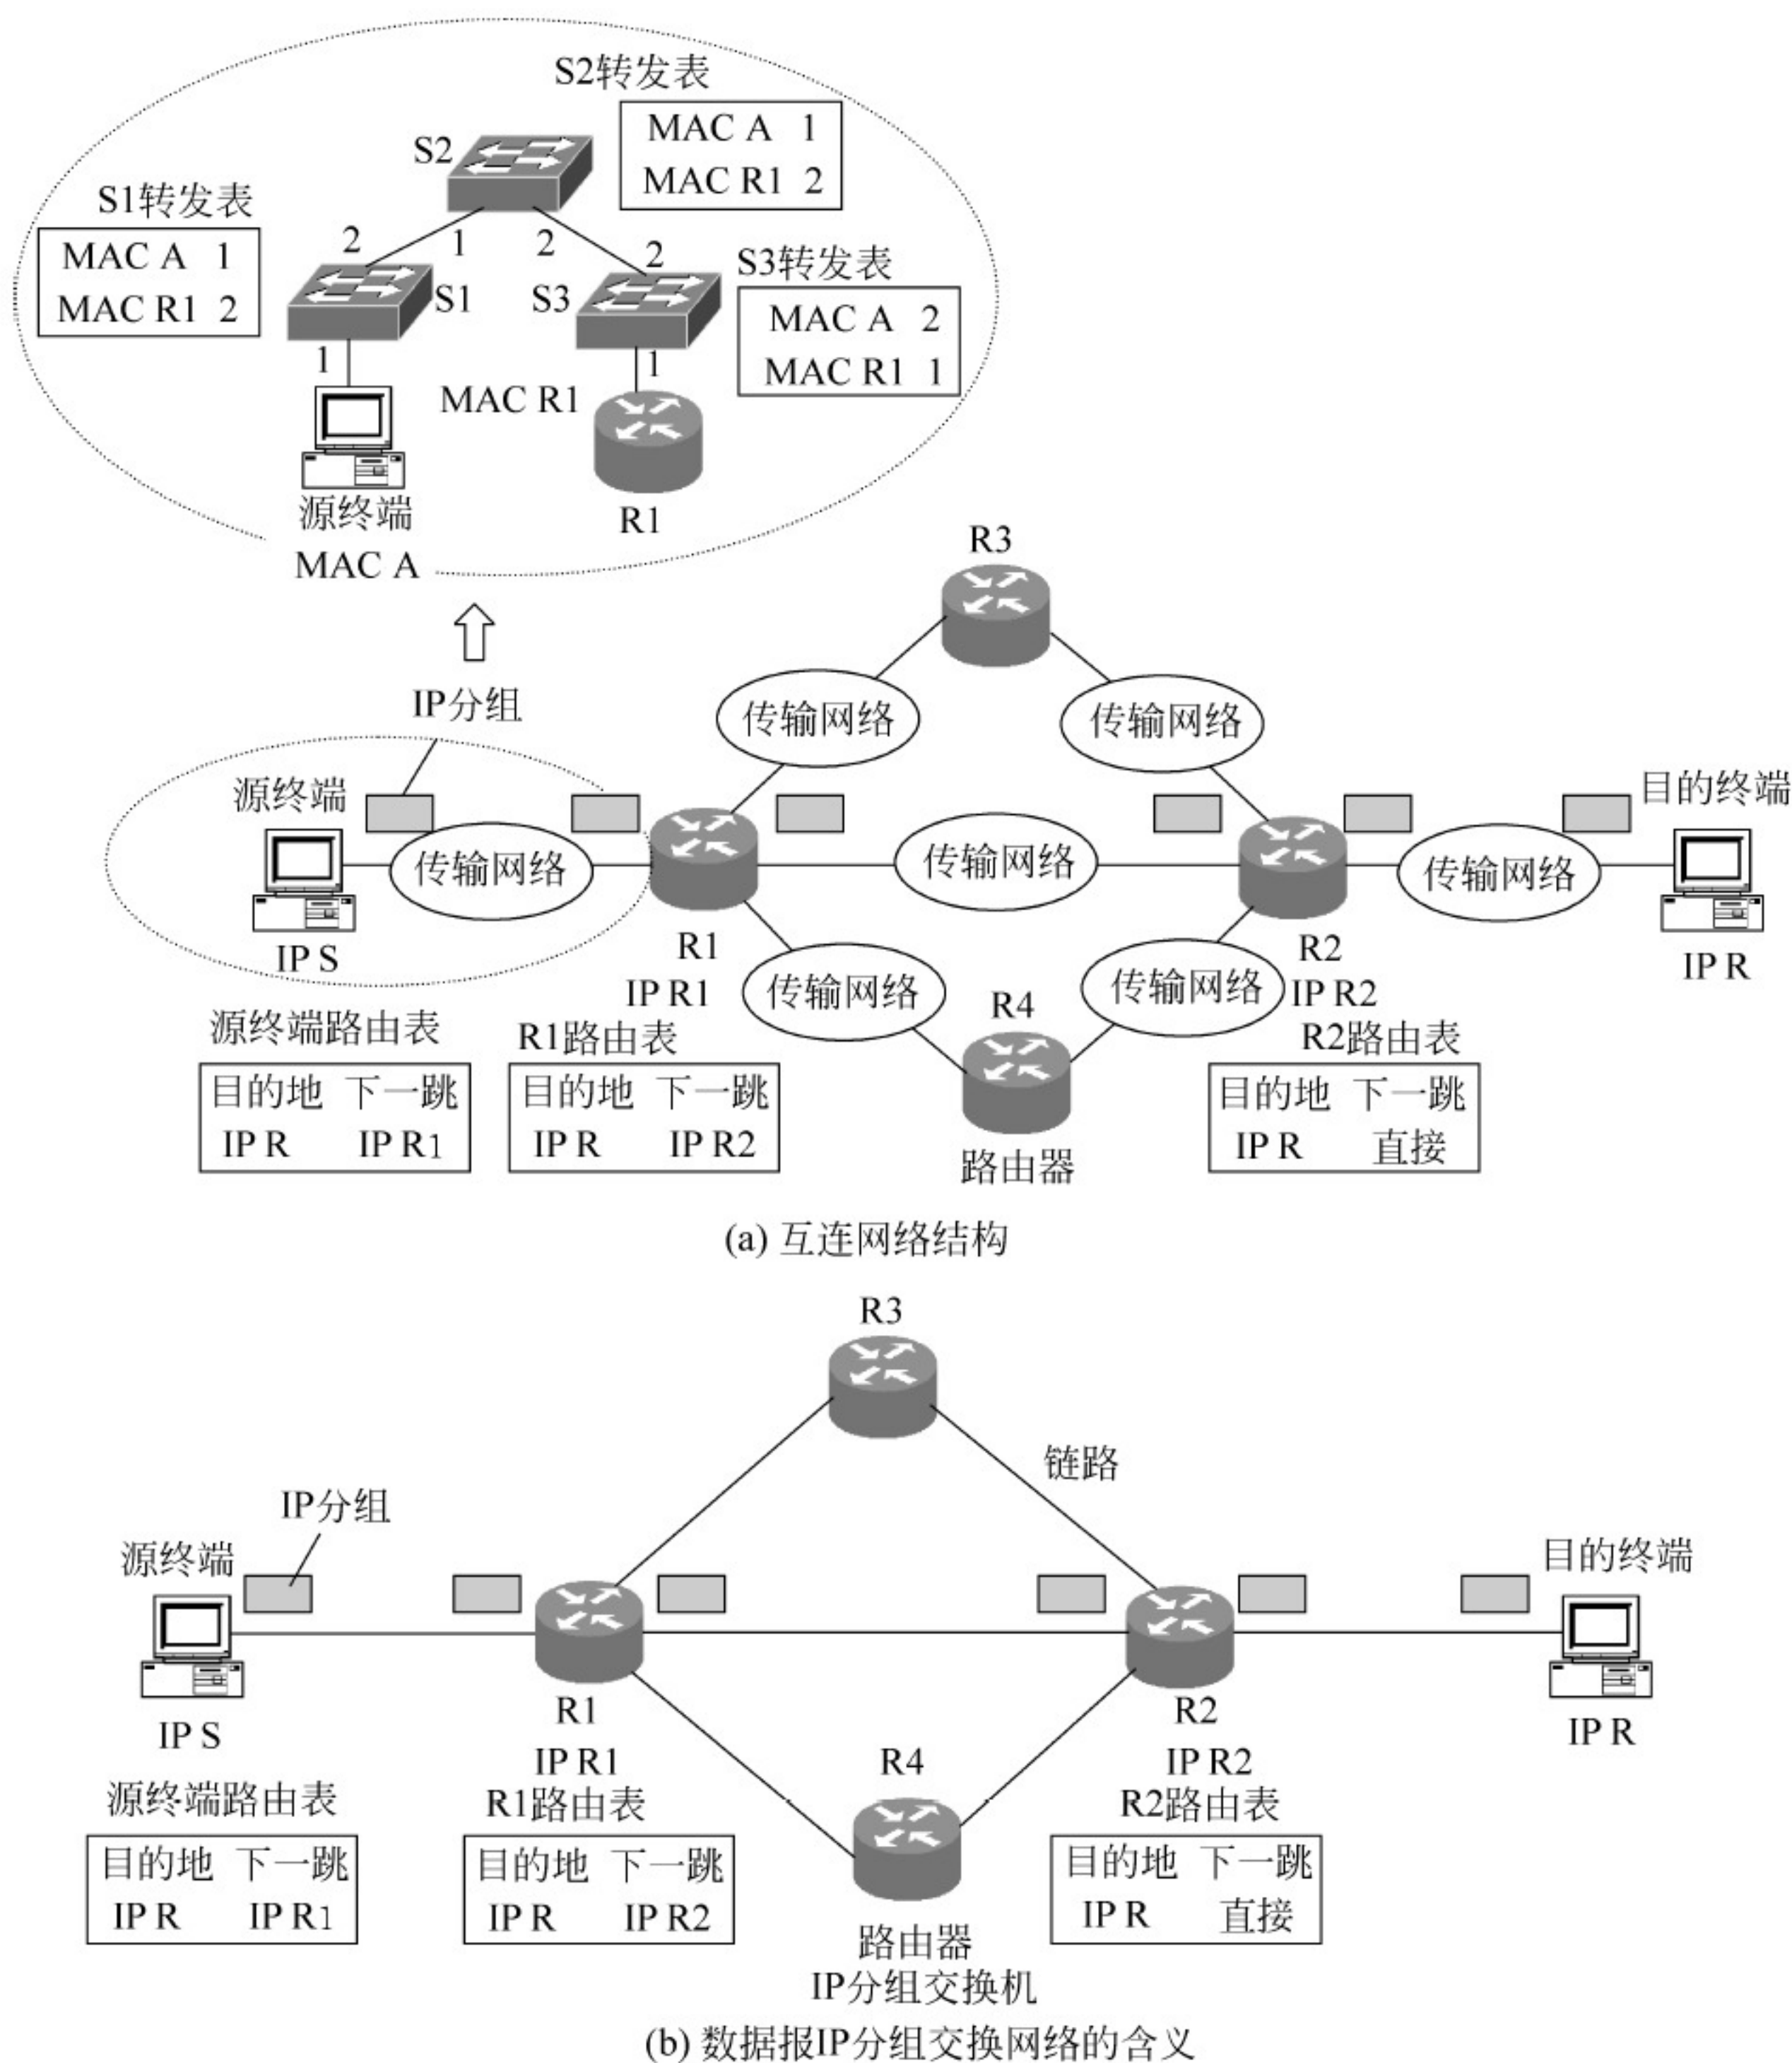 S2转发表
MAC A 1
MAC R1 2
S2
S1转发表
MAC A 1
MAC R1 2
2
1
2
2
S1
S3
S3转发表
MAC A 2
MAC R1 1
1
1
MAC R1
源终端
MAC A
R1
R3
IP分组
传输网络
传输网络
源终端
目的终端
传输网络
传输网络
传输网络
IP S
R1
IP R1
传输网络
R4
传输网络
R2
IP R2
IP R
源终端路由表
目的地 下一跳
IP R IP R1
R1路由表
目的地 下一跳
IP R IP R2
路由器
R2路由表
目的地 下一跳
IP R 直接
(a) 互连网络结构
R3
链路
IP分组
源终端
目的终端
IP S
R1
IP R1
R4
R2
IP R2
IP R
源终端路由表
目的地 下一跳
IP R IP R1
R1路由表
目的地 下一跳
IP R IP R2
R2路由表
目的地 下一跳
IP R 直接
路由器
IP分组交换机
(b) 数据报IP分组交换网络的含义